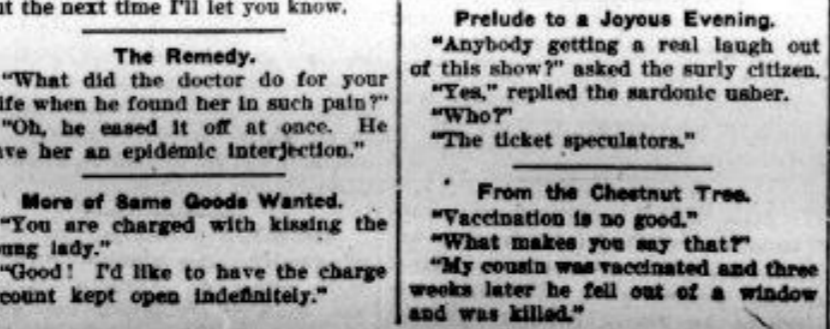 t the next time I'll let you know.
The Remedy.
"What did the doctor do for your
ife when he found her in such pain?"
"Oh, he eased it off at once. He
ve her an epidemic interjection."
More of Same Goods Wanted.
"You are charged with kissing the
ung lady."
"Good! I'd like to have the charge
count kept open indefinitely."
Prelude to a Joyous Evening.
"Anybody getting a real laugh out
of this show?" asked the surly citizen.
"Yes," replied the sardonic usher.
"Who?"
"The ticket speculators."
From the Chestnut Tree.
"Vaccination is no good."
"What makes you say that?"
"My cousin was vaccinated and three
weeks later he fell out of a window
and was killed."